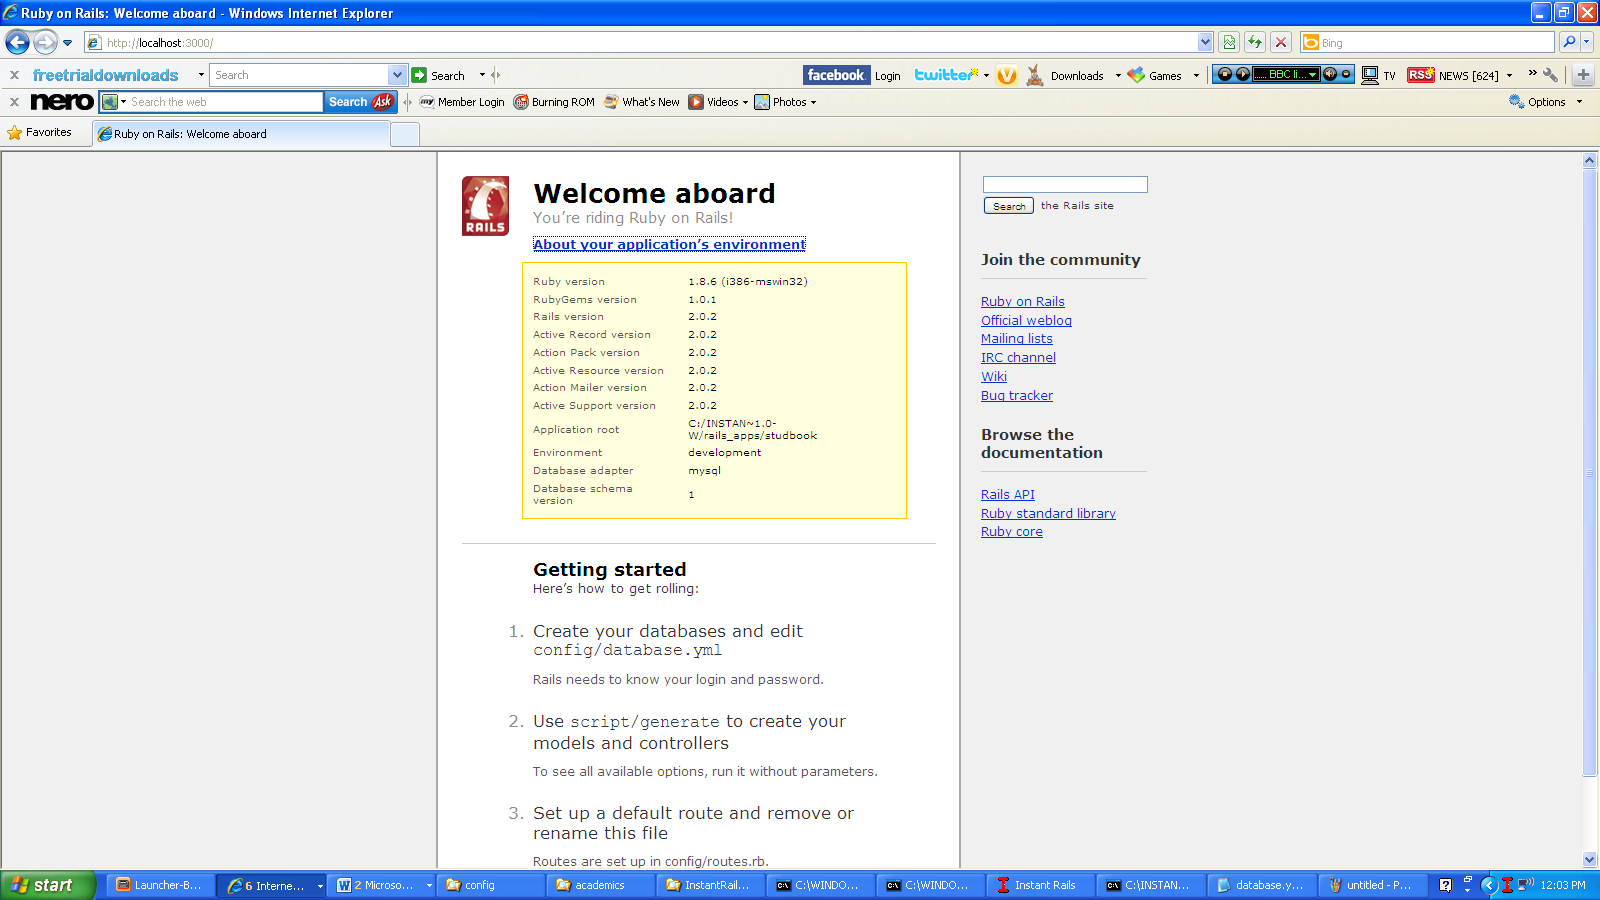 Ruby on Rails: Welcome aboard - Windows Internet Explorer
http://localhost:3000/
Bing
x freetrialdownloads Search Search facebook Login twitter Downloads Games ..... BBC li... TV RSS NEWS [624] »
x nero Search the web Search Ask my Member Login Burning ROM What's New Videos Photos Options
Favorites Ruby on Rails: Welcome aboard
RAILS
Welcome aboard
You're riding Ruby on Rails!
About your application's environment
Ruby version 1.8.6 (i386-mswin32)
RubyGems version 1.0.1
Rails version 2.0.2
Active Record version 2.0.2
Action Pack version 2.0.2
Active Resource version 2.0.2
Action Mailer version 2.0.2
Active Support version 2.0.2
Application root C:/INSTAN~1.0-
W/rails_apps/studbook
Environment development
Database adapter mysql
Database schema
version 1
Getting started
Here's how to get rolling:
1. Create your databases and edit
config/database.yml
Rails needs to know your login and password.
2. Use script/generate to create your
models and controllers
To see all available options, run it without parameters.
3. Set up a default route and remove or
rename this file
Routes are set up in config/routes.rb.
Search the Rails site
Join the community
Ruby on Rails
Official weblog
Mailing lists
IRC channel
Wiki
Bug tracker
Browse the
documentation
Rails API
Ruby standard library
Ruby core
start Launcher-B... 6 Interne... 2 Microso... config academics InstantRail... C:\WINDO... C:\WINDO... Instant Rails C:\INSTAN... database.y... untitled - P... 12:03 PM